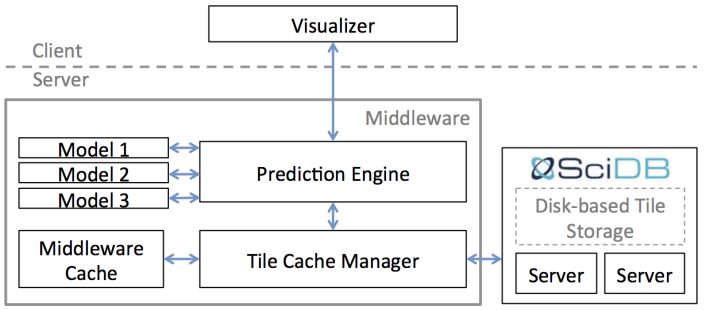 Visualizer
Client
Server
Middleware
Model 1
Model 2
Model 3
Prediction Engine
Middleware
Cache
Tile Cache Manager
SciDB
Disk-based Tile
Storage
Server
Server